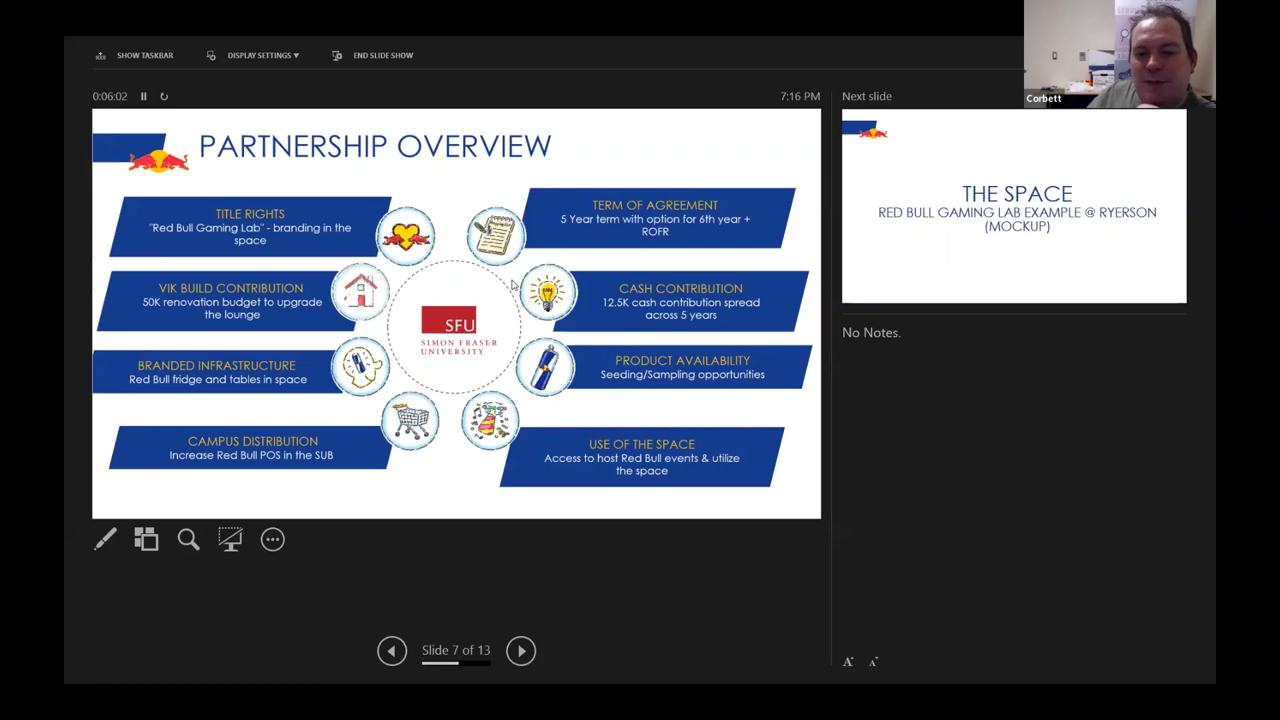 SHOW TASKBAR
DISPLAY SETTINGS ▼
END SLIDE SHOW
0:06:02
7:16 PM
Next slide
Corbett
PARTNERSHIP OVERVIEW
TITLE RIGHTS
"Red Bull Gaming Lab" - branding in the
space
VIK BUILD CONTRIBUTION
50K renovation budget to upgrade
the lounge
BRANDED INFRASTRUCTURE
Red Bull fridge and tables in space
CAMPUS DISTRIBUTION
Increase Red Bull POS in the SUB
SFU
SIMON FRASER
UNIVERSITY
TERM OF AGREEMENT
5 Year term with option for 6th year +
ROFR
CASH CONTRIBUTION
12.5K cash contribution spread
across 5 years
PRODUCT AVAILABILITY
Seeding/Sampling opportunities
USE OF THE SPACE
Access to host Red Bull events & utilize
the space
THE SPACE
RED BULL GAMING LAB EXAMPLE @ RYERSON
(MOCKUP)
No Notes.
Slide 7 of 13
A A